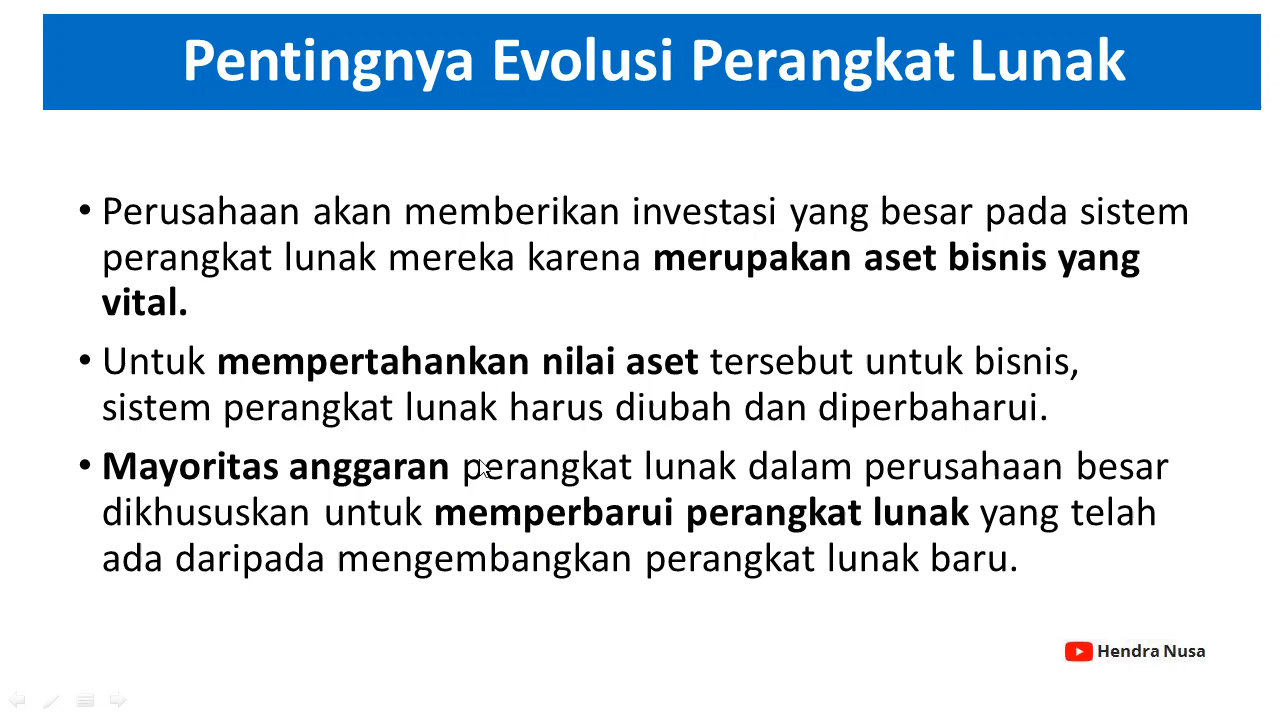 Pentingnya Evolusi Perangkat Lunak
• Perusahaan akan memberikan investasi yang besar pada sistem
perangkat lunak mereka karena merupakan aset bisnis yang
vital.
• Untuk mempertahankan nilai aset tersebut untuk bisnis,
sistem perangkat lunak harus diubah dan diperbaharui.
• Mayoritas anggaran perangkat lunak dalam perusahaan besar
dikhususkan untuk memperbarui perangkat lunak yang telah
ada daripada mengembangkan perangkat lunak baru.
Hendra Nusa